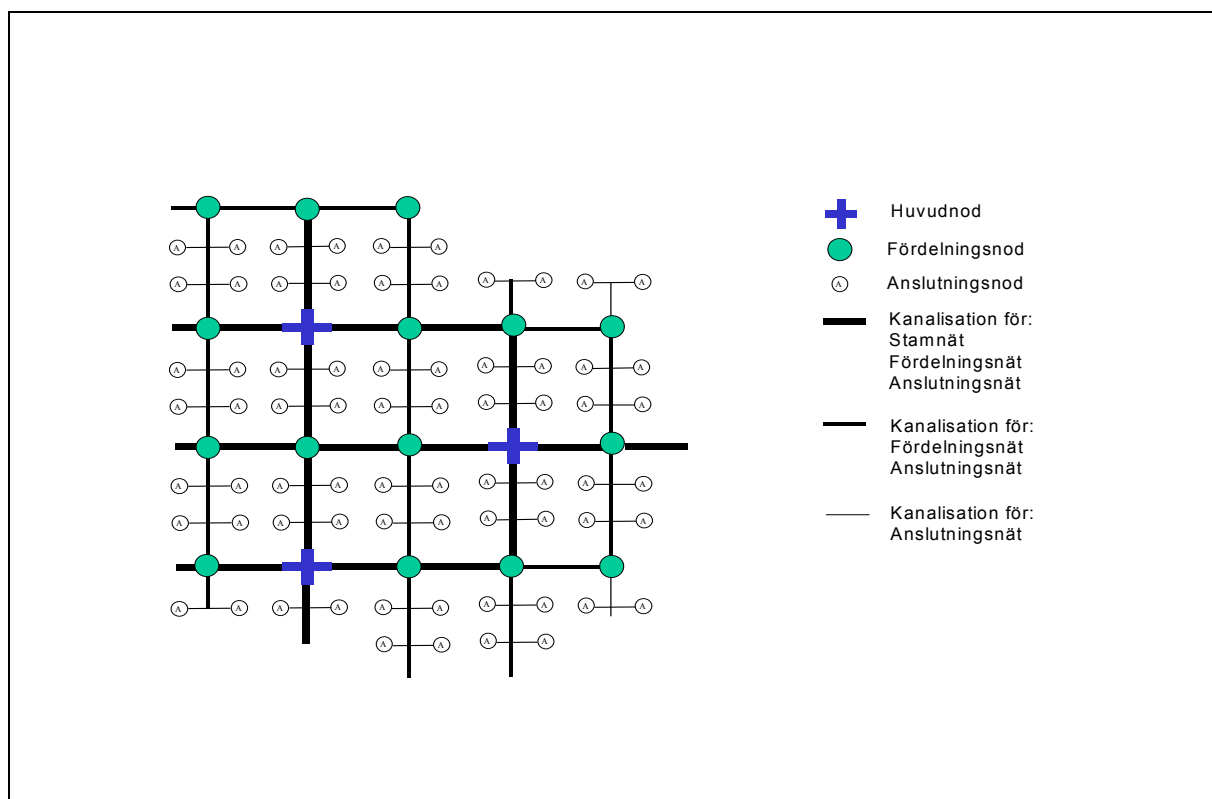 A A A A A A
A A A A A A A A A A
A A A A A A A A A A
A A A A A A A A A A
A A A A A A A A A A
A A A A A A A A A A
A A A A A A A A A A
A A A A
Huvudnod
Fördelningsnod
A Anslutningsnod
Kanalisation för:
Stamnät
Fördelningsnät
Anslutningsnät
Kanalisation för:
Fördelningsnät
Anslutningsnät
Kanalisation för:
Anslutningsnät